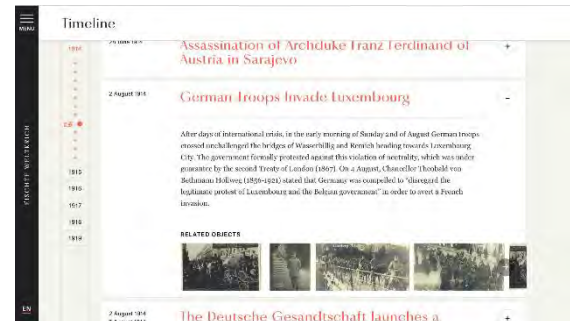 MENU
Timeline
1914
28 June 1914
Assassination of Archduke Franz Ferdinand of
Austria in Sarajevo
+
2 August 1914
German Troops Invade Luxembourg
-
After days of international crisis, in the early morning of Sunday 2nd of August German troops
crossed unchallenged the bridges of Wasserbillig and Remich heading towards Luxembourg
City. The government formally protested against this violation of neutrality, which was under
guarantee by the second Treaty of London (1867). On 4 August, Chancellor Theobald von
Bethmann Hollweg (1856-1921) stated that Germany was compelled to "disregard the
legitimate protest of Luxembourg and the Belgian government" in order to avert a French
invasion.
1915
1916
1917
1918
1919
RELATED OBJECTS
EN
2 August 1914
The Deutsche Gesandtschaft launches a
+